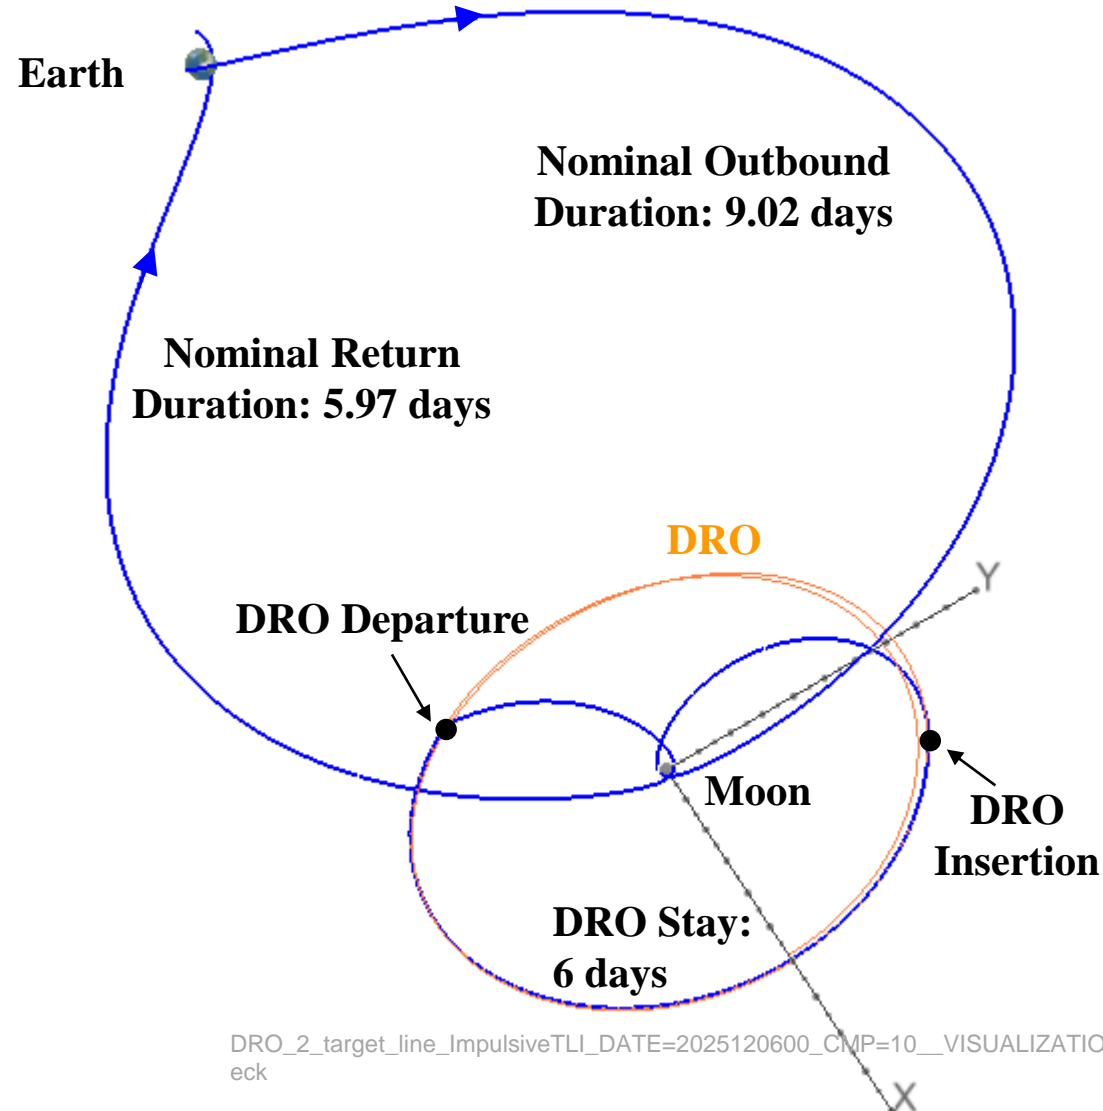 Earth
Nominal Outbound
Duration: 9.02 days
Nominal Return
Duration: 5.97 days
DRO
Y
DRO Departure
Moon
DRO
Insertion
DRO Stay:
6 days
DRO_2_target_line_ImpulsiveTLI_DATE=2025120600_CMP=10__VISUALIZATIO
eck
X